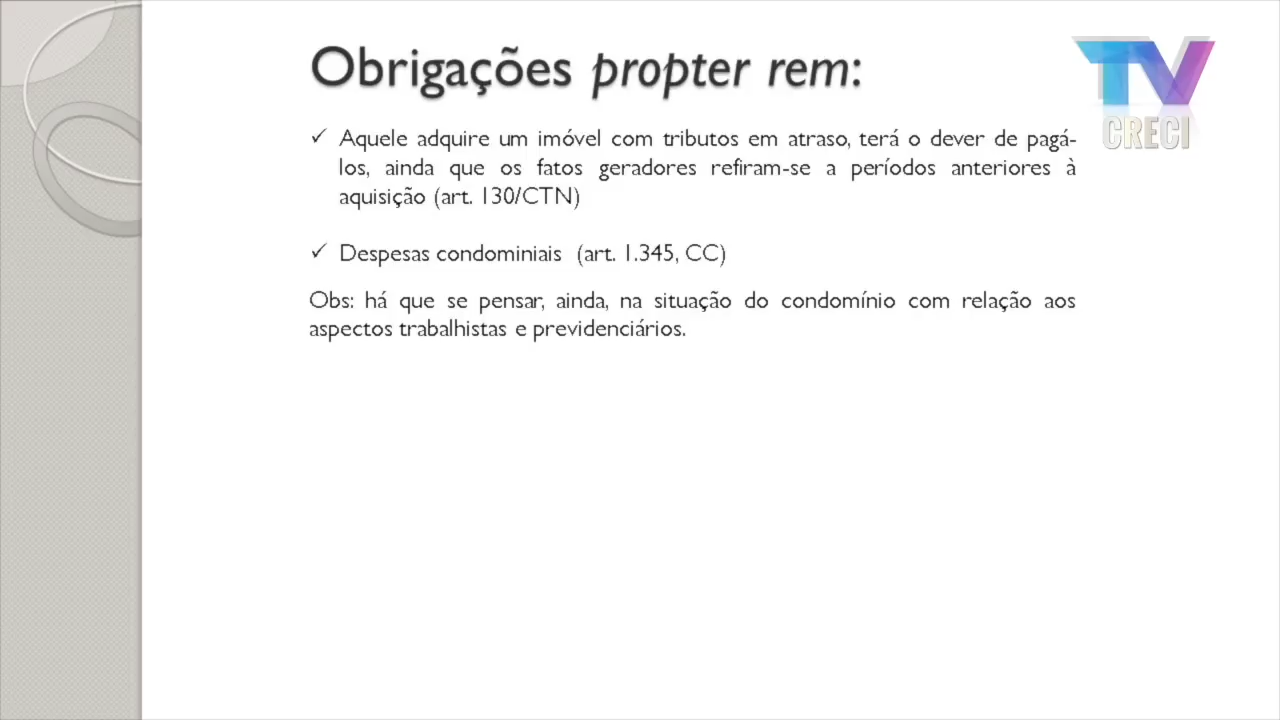 Obrigações propter rem:
TV
CRECI
✓ Aquele adquire um imóvel com tributos em atraso, terá o dever de pagá-
los, ainda que os fatos geradores refiram-se a períodos anteriores à
aquisição (art. 130/CTN)
✓ Despesas condominiais (art. 1.345, CC)
Obs: há que se pensar, ainda, na situação do condomínio com relação aos
aspectos trabalhistas e previdenciários.